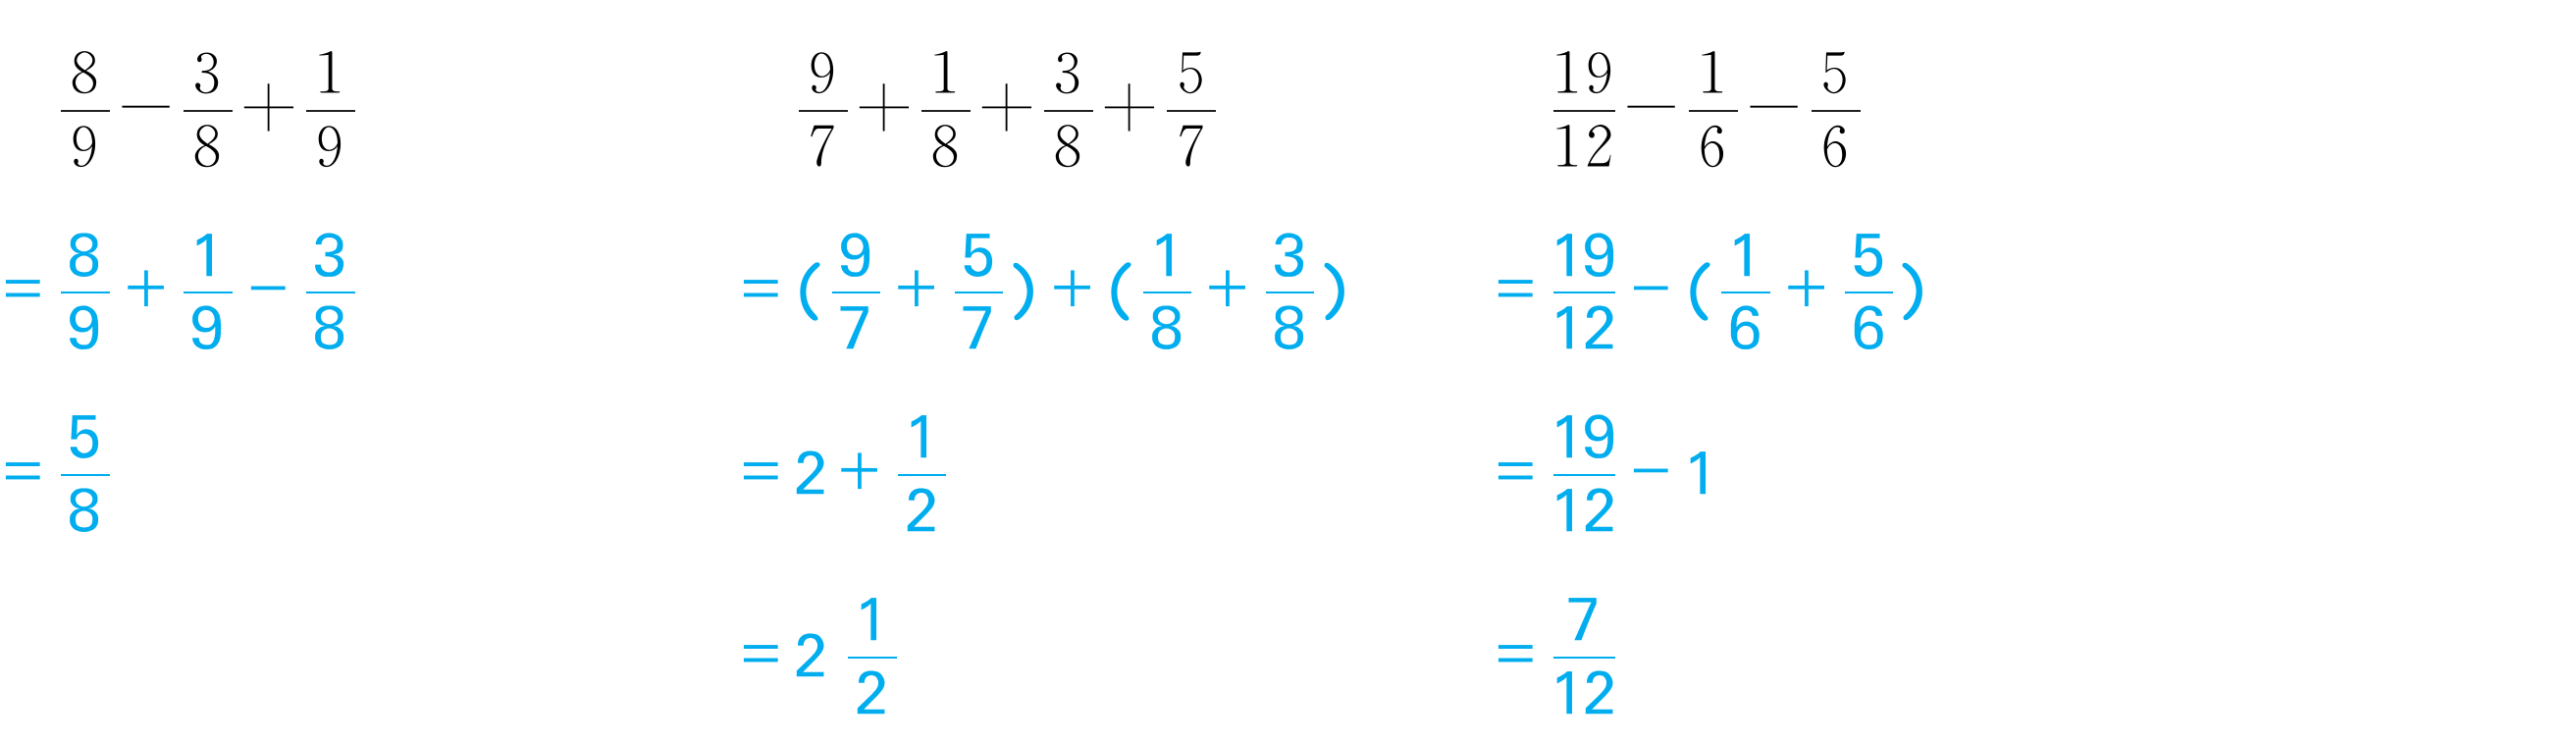 8/9 − 3/8 + 1/9
= 8/9 + 1/9 − 3/8
= 5/8
9/7 + 1/8 + 3/8 + 5/7
= (9/7 + 5/7) + (1/8 + 3/8)
= 2 + 1/2
= 2 1/2
19/12 − 1/6 − 5/6
= 19/12 − (1/6 + 5/6)
= 19/12 − 1
= 7/12